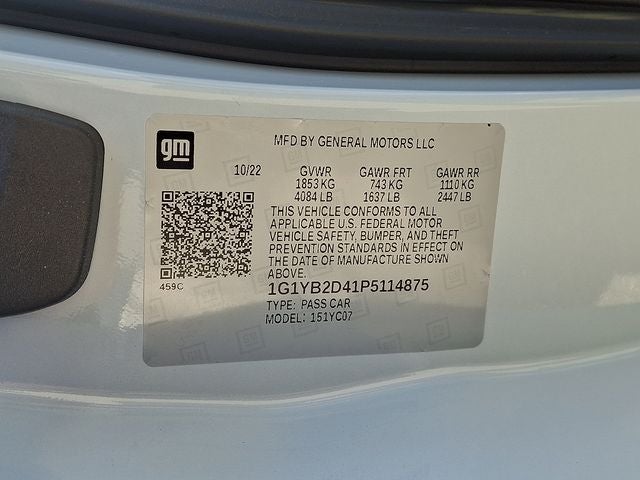 gm
MFD BY GENERAL MOTORS LLC
10/22 GVWR GAWR FRT GAWR RR
1853 KG 743 KG 1110 KG
4084 LB 1637 LB 2447 LB
THIS VEHICLE CONFORMS TO ALL
APPLICABLE U.S. FEDERAL MOTOR
VEHICLE SAFETY, BUMPER, AND THEFT
PREVENTION STANDARDS IN EFFECT ON
THE DATE OF MANUFACTURE SHOWN
ABOVE.
459C
1G1YB2D41P5114875
TYPE: PASS CAR
MODEL: 151YC07